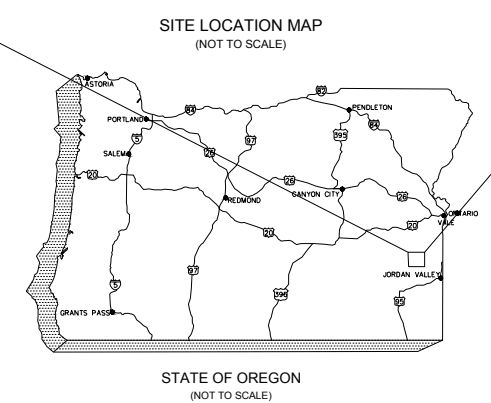 SITE LOCATION MAP
(NOT TO SCALE)
ASTORIA
82
84
PENDLETON
PORTLAND
84
5
97
395
SALEM
26
20
26
CANYON CITY
26
REDMOND
ONTARIO
VALE
20
20
JORDAN VALLEY
97
5
396
95
GRANTS PASS
STATE OF OREGON
(NOT TO SCALE)